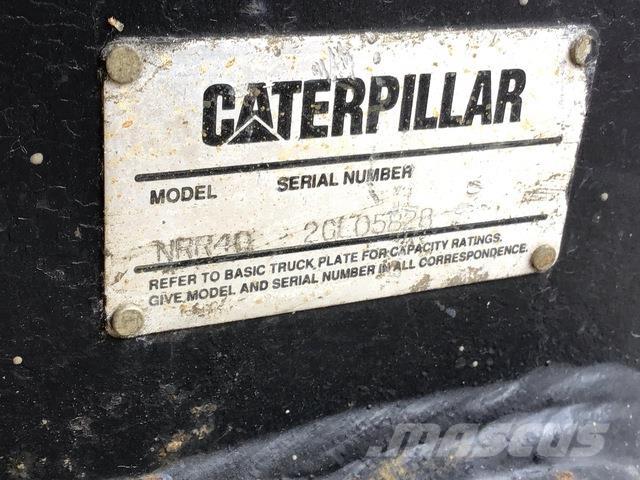 CATERPILLAR
MODEL SERIAL NUMBER
NRR40 2GL05828
REFER TO BASIC TRUCK PLATE FOR CAPACITY RATINGS.
GIVE MODEL AND SERIAL NUMBER IN ALL CORRESPONDENCE.
MASCUS